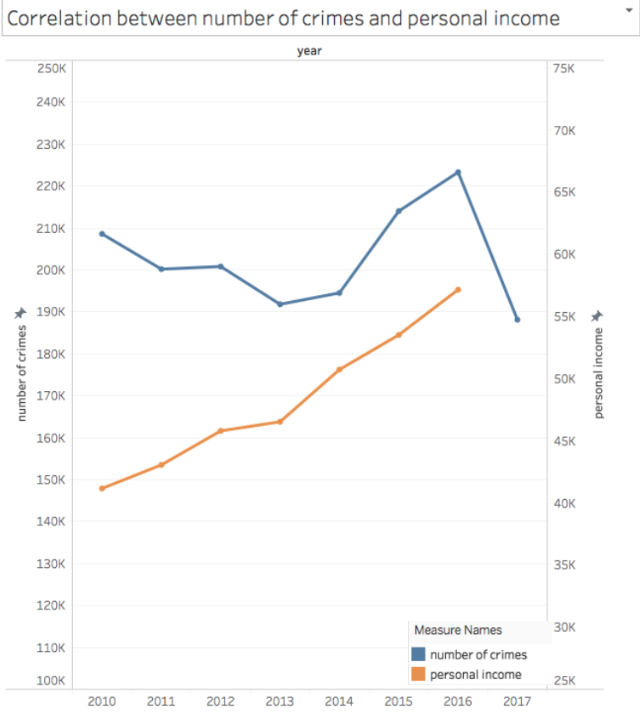 Correlation between number of crimes and personal income
year
250K
240K
230K
220K
210K
200K
190K
180K
170K
160K
150K
140K
130K
120K
110K
100K
number of crimes
75K
70K
65K
60K
55K
50K
45K
40K
35K
30K
25K
personal income
Measure Names
number of crimes
personal income
2010 2011 2012 2013 2014 2015 2016 2017